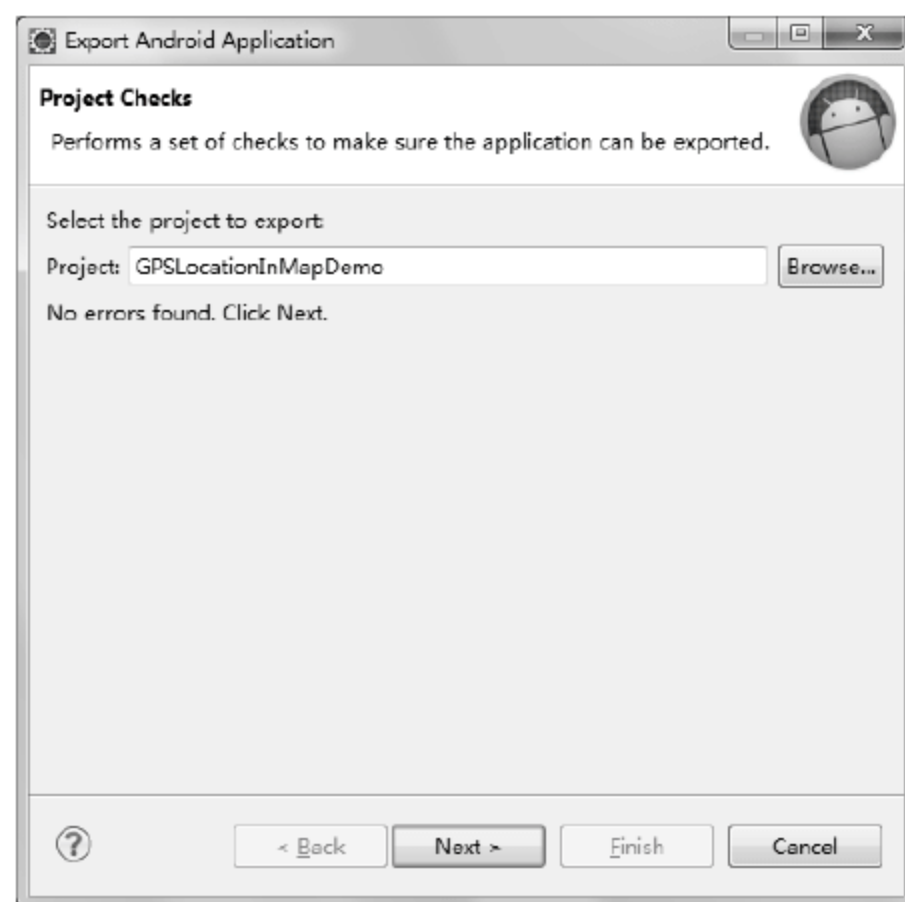 Export Android Application
Project Checks
Performs a set of checks to make sure the application can be exported.
Select the project to export:
Project: GPSLocationInMapDemo Browse...
No errors found. Click Next.
? < Back Next > Finish Cancel